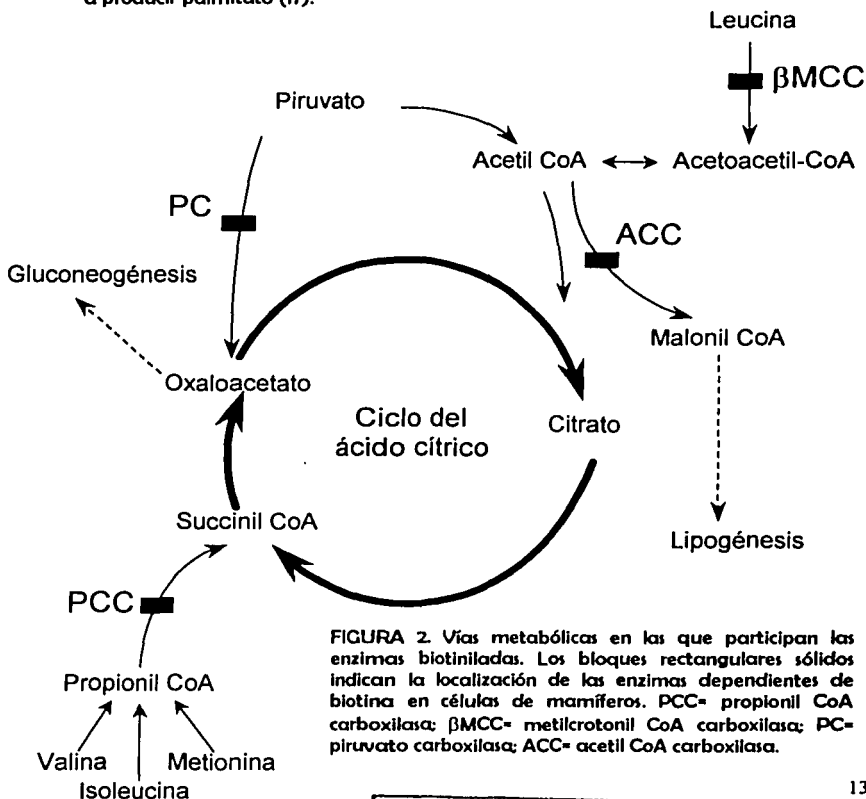 a producir palmitato (17).
Leucina
βMCC
Piruvato
Acetil CoA
Acetoacetil-CoA
PC
ACC
Gluconeogénesis
Malonil CoA
Oxaloacetato
Ciclo del
ácido cítrico
Citrato
Succinil CoA
Lipogénesis
PCC
FIGURA 2. Vías metabólicas en las que participan las
enzimas biotiniladas. Los bloques rectangulares sólidos
indican la localización de las enzimas dependientes de
biotina en células de mamíferos. PCC= propionil CoA
carboxilasa; βMCC= metilcrotonil CoA carboxilasa; PC=
piruvato carboxilasa; ACC= acetil CoA carboxilasa.
Propionil CoA
Valina
Metionina
Isoleucina
13